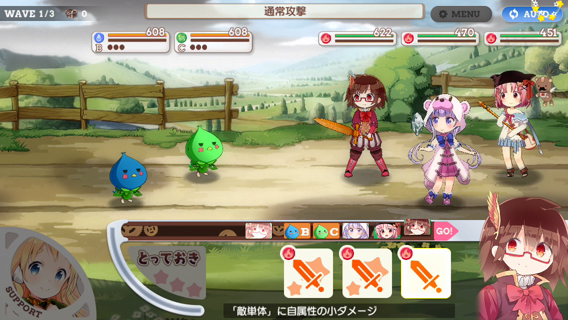 WAVE 1/3
0
通常攻撃
MENU
AUTO
608
B
608
C
622
470
451
B
C
GO!
とっておき
SUPPORT
「敵単体」に自属性の小ダメージ